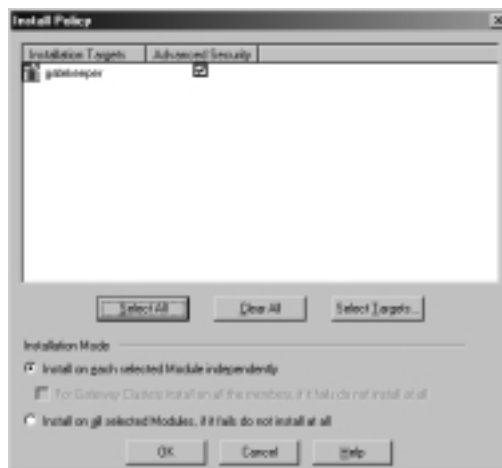 Install Policy
Installation Targets Advanced Security
gatekeeper
Select All Clear All Select Targets...
Installation Mode
Install on each selected Module independently
For Gateway Clusters install on all the members, if it fails do not install at all
Install on all selected Modules, if it fails do not install at all
OK Cancel Help